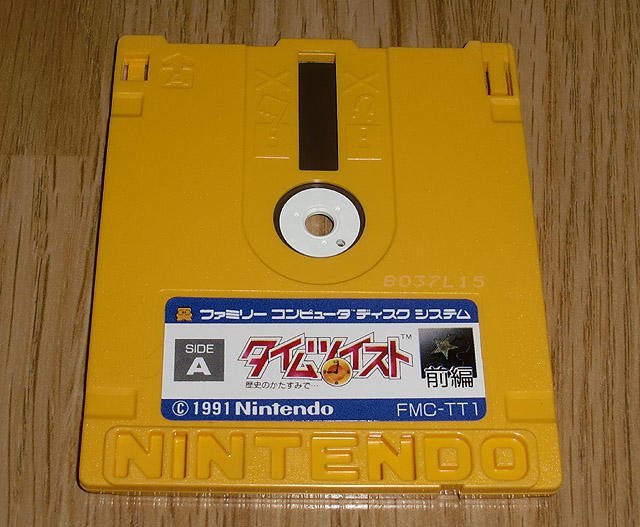 A
B037L15
ファミリー コンピュータ ディスク システム
SIDE
A
タイムツイスト™
歴史のかたすみで…
前編
© 1991 Nintendo
FMC-TT1
NINTENDO